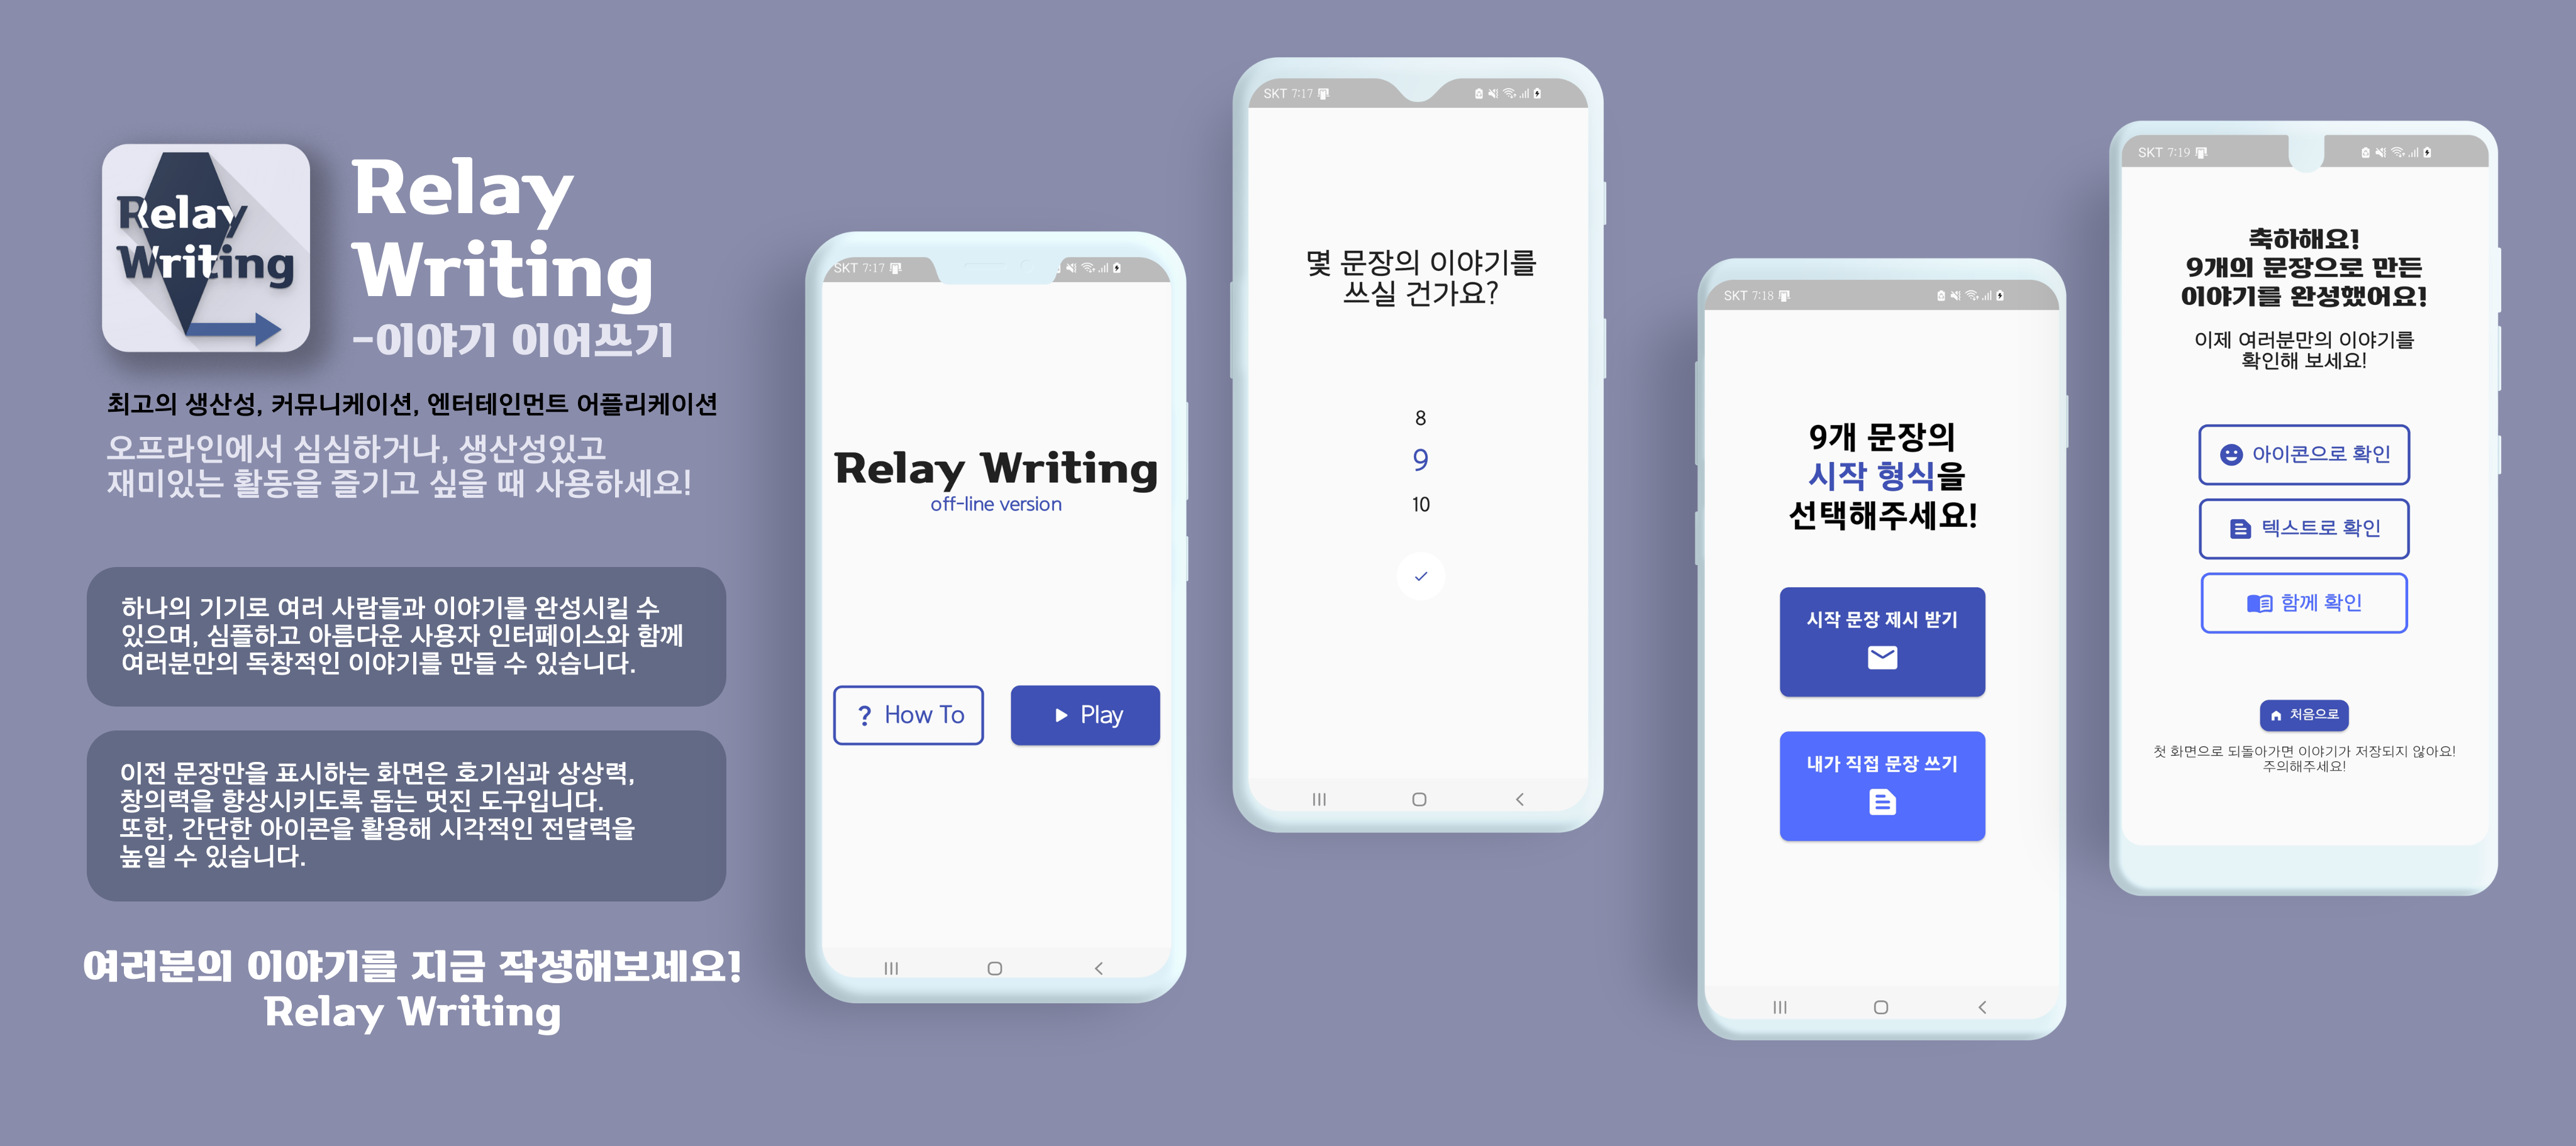 Relay
Writing
Relay
Writing
-이야기 이어쓰기
최고의 생산성, 커뮤니케이션, 엔터테인먼트 어플리케이션
오프라인에서 심심하거나, 생산성있고
재미있는 활동을 즐기고 싶을 때 사용하세요!
하나의 기기로 여러 사람들과 이야기를 완성시킬 수
있으며, 심플하고 아름다운 사용자 인터페이스와 함께
여러분만의 독창적인 이야기를 만들 수 있습니다.
이전 문장만을 표시하는 화면은 호기심과 상상력,
창의력을 향상시키도록 돕는 멋진 도구입니다.
또한, 간단한 아이콘을 활용해 시각적인 전달력을
높일 수 있습니다.
여러분의 이야기를 지금 작성해보세요!
Relay Writing
SKT 7:17
Relay Writing
off-line version
? How To
Play
SKT 7:17
몇 문장의 이야기를
쓰실 건가요?
8
9
10
SKT 7:18
9개 문장의
시작 형식을
선택해주세요!
시작 문장 제시 받기
내가 직접 문장 쓰기
SKT 7:19
축하해요!
9개의 문장으로 만든
이야기를 완성했어요!
이제 여러분만의 이야기를
확인해 보세요!
아이콘으로 확인
텍스트로 확인
함께 확인
처음으로
첫 화면으로 되돌아가면 이야기가 저장되지 않아요!
주의해주세요!